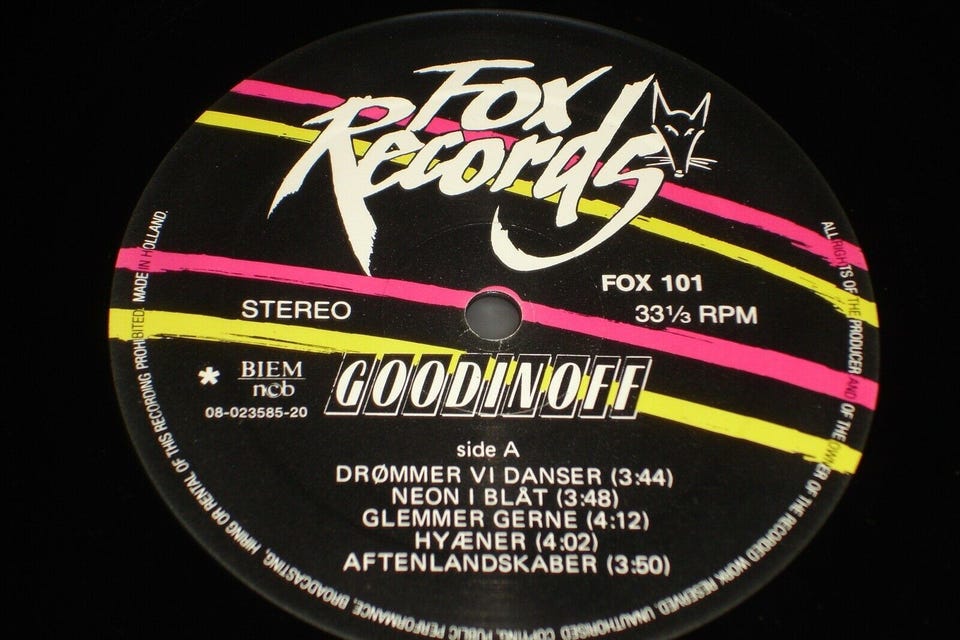 Fox
Records
FOX 101
STEREO
33⅓ RPM
* BIEM
ncb
08-023585-20
GOODINOFF
side A
DRØMMER VI DANSER (3:44)
NEON I BLÅT (3:48)
GLEMMER GERNE (4:12)
HYÆNER (4:02)
AFTENLANDSKABER (3:50)
ALL RIGHTS OF THE PRODUCER AND OF THE OWNER OF THE RECORDED WORK RESERVED. UNAUTHORISED COPYING, PUBLIC PERFORMANCE, BROADCASTING, HIRING OR RENTAL OF THIS RECORDING PROHIBITED. MADE IN HOLLAND.